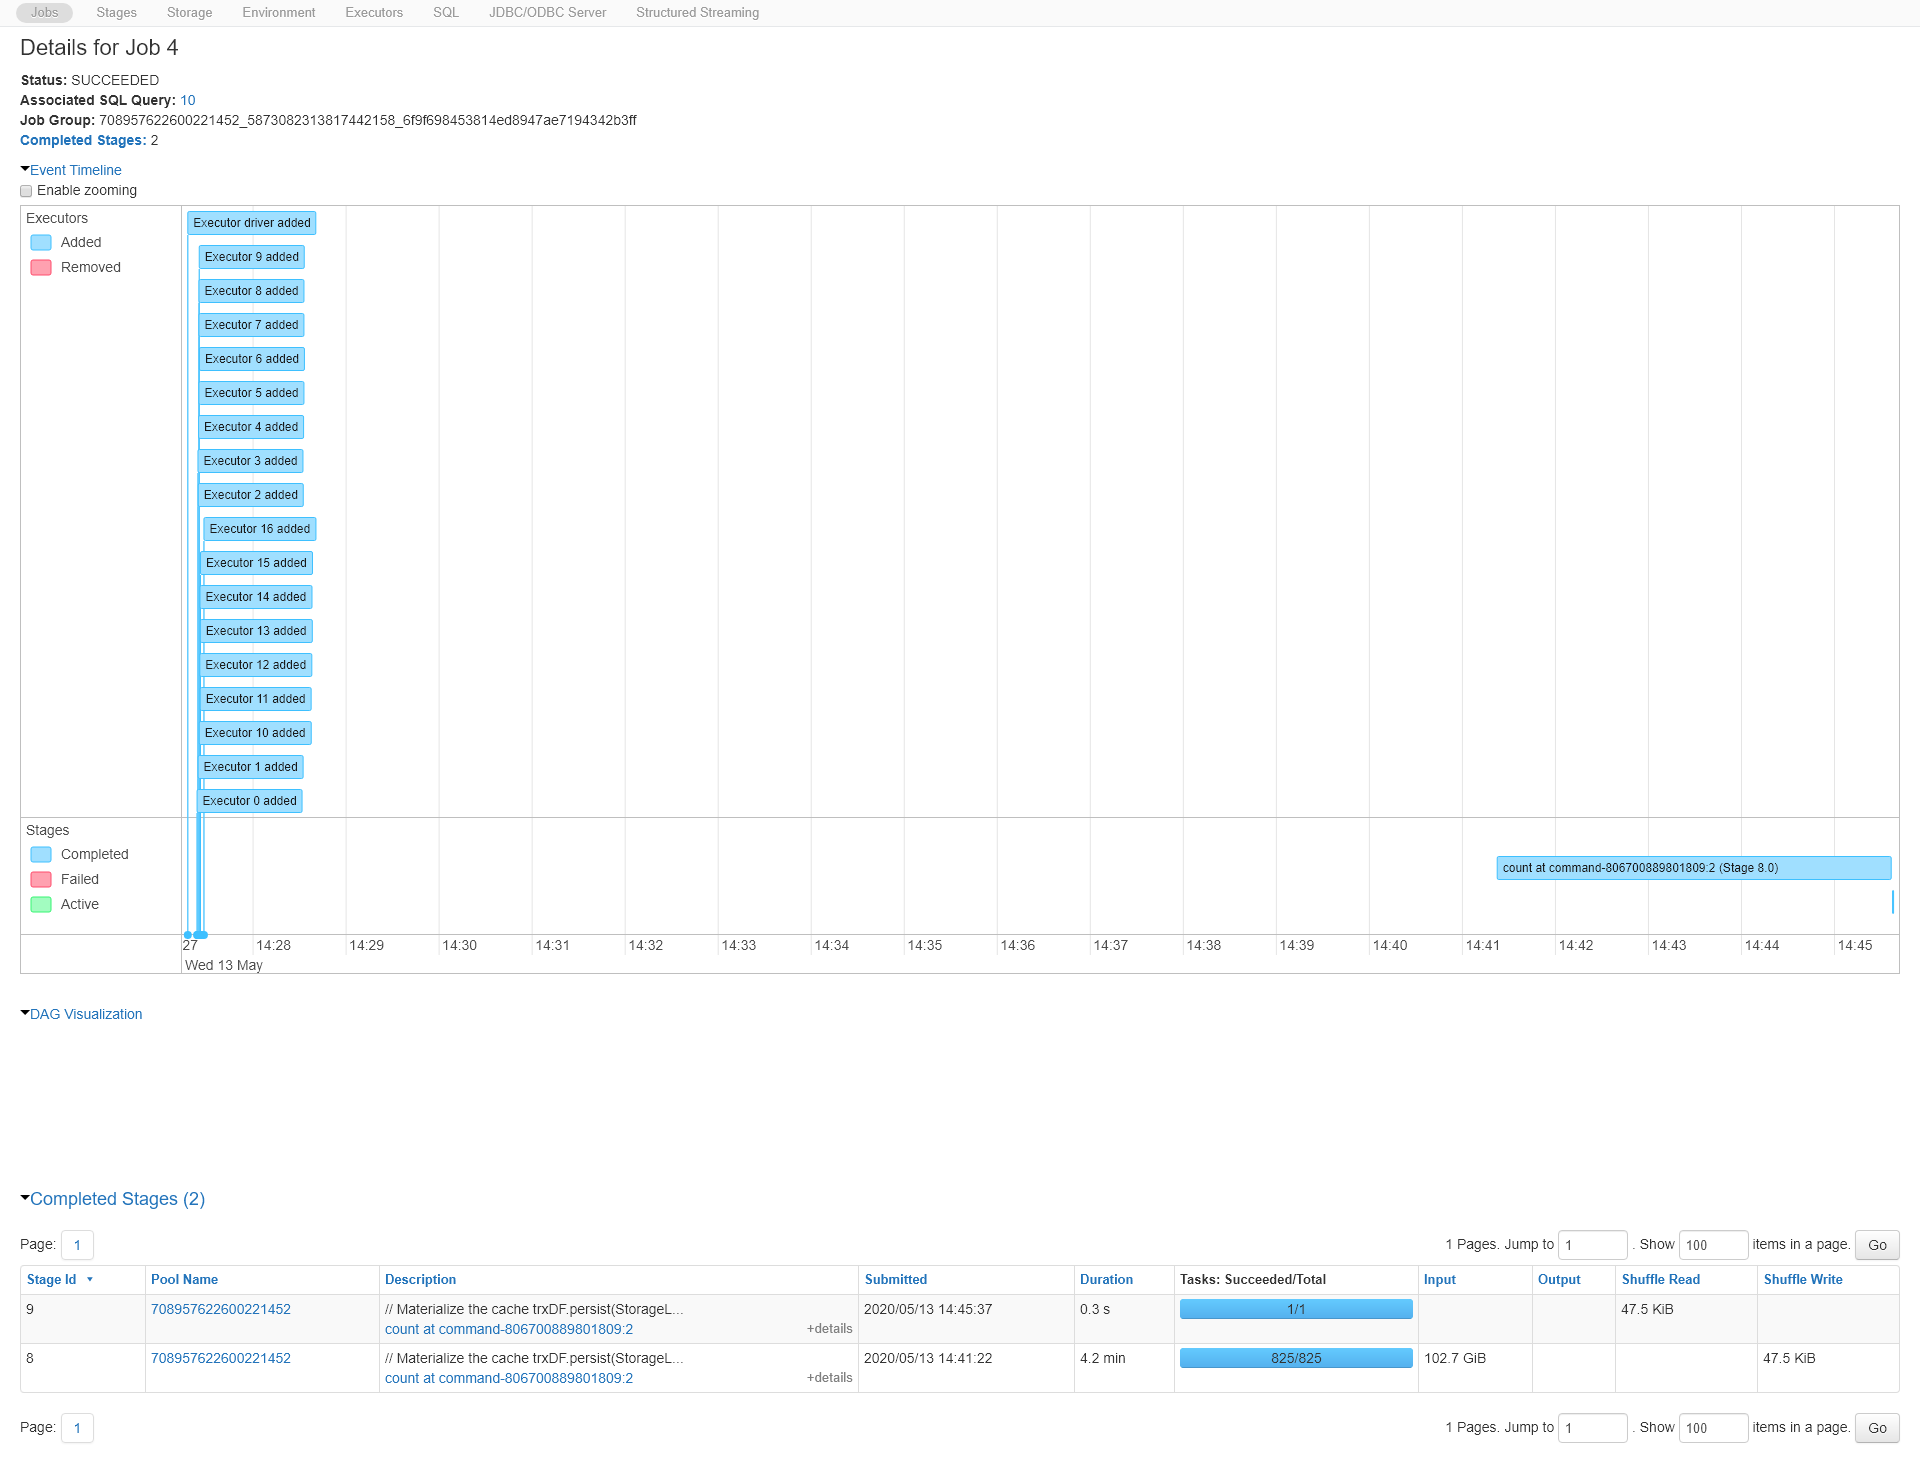 Jobs Stages Storage Environment Executors SQL JDBC/ODBC Server Structured Streaming
Details for Job 4
Status: SUCCEEDED
Associated SQL Query: 10
Job Group: 708957622600221452_5873082313817442158_6f9f698453814ed8947ae7194342b3ff
Completed Stages: 2
Event Timeline
Enable zooming
Executors
Added
Removed
Executor driver added
Executor 9 added
Executor 8 added
Executor 7 added
Executor 6 added
Executor 5 added
Executor 4 added
Executor 3 added
Executor 2 added
Executor 16 added
Executor 15 added
Executor 14 added
Executor 13 added
Executor 12 added
Executor 11 added
Executor 10 added
Executor 1 added
Executor 0 added
Stages
Completed
Failed
Active
count at command-806700889801809:2 (Stage 8.0)
27 14:28 14:29 14:30 14:31 14:32 14:33 14:34 14:35 14:36 14:37 14:38 14:39 14:40 14:41 14:42 14:43 14:44 14:45
Wed 13 May
DAG Visualization
Completed Stages (2)
Page: 1 1 Pages. Jump to 1 . Show 100 items in a page. Go
Stage Id Pool Name Description Submitted Duration Tasks: Succeeded/Total Input Output Shuffle Read Shuffle Write
9 708957622600221452 // Materialize the cache trxDF.persist(StorageL... 2020/05/13 14:45:37 0.3 s 1/1 47.5 KiB
count at command-806700889801809:2 +details
8 708957622600221452 // Materialize the cache trxDF.persist(StorageL... 2020/05/13 14:41:22 4.2 min 825/825 102.7 GiB 47.5 KiB
count at command-806700889801809:2 +details
Page: 1 1 Pages. Jump to 1 . Show 100 items in a page. Go